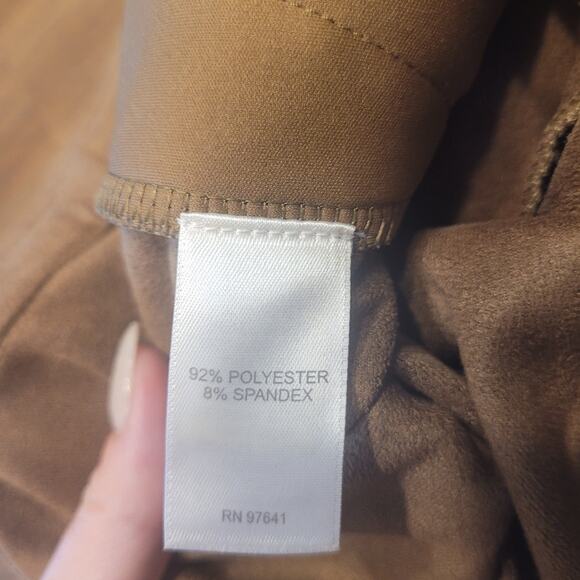 92% POLYESTER
8% SPANDEX
RN 97641